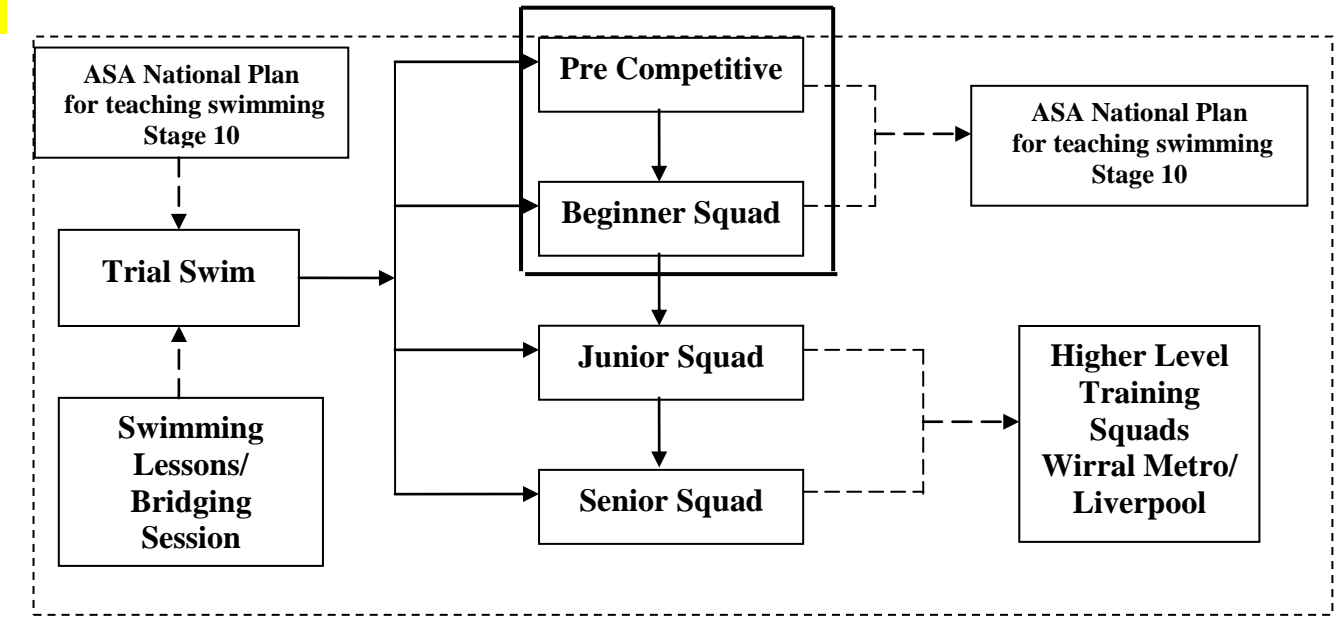 ASA National Plan
for teaching swimming
Stage 10
Trial Swim
Swimming
Lessons/
Bridging
Session
Pre Competitive
Beginner Squad
Junior Squad
Senior Squad
ASA National Plan
for teaching swimming
Stage 10
Higher Level
Training
Squads
Wirral Metro/
Liverpool